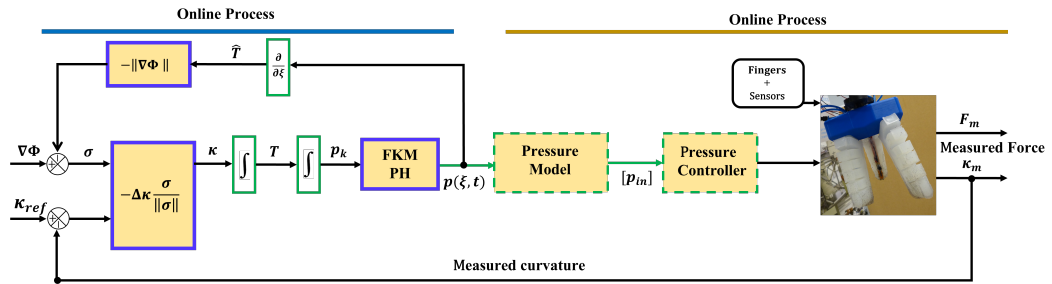 Online Process
Online Process
−‖∇Φ ‖
T̂
∂
∂ξ
Fingers
+
Sensors
∇Φ
σ
−Δκ σ
‖σ‖
κ
∫
T
∫
p_k
FKM
PH
p(ξ, t)
Pressure
Model
[p_in]
Pressure
Controller
F_m
Measured Force
κ_m
κ_ref
+
Measured curvature